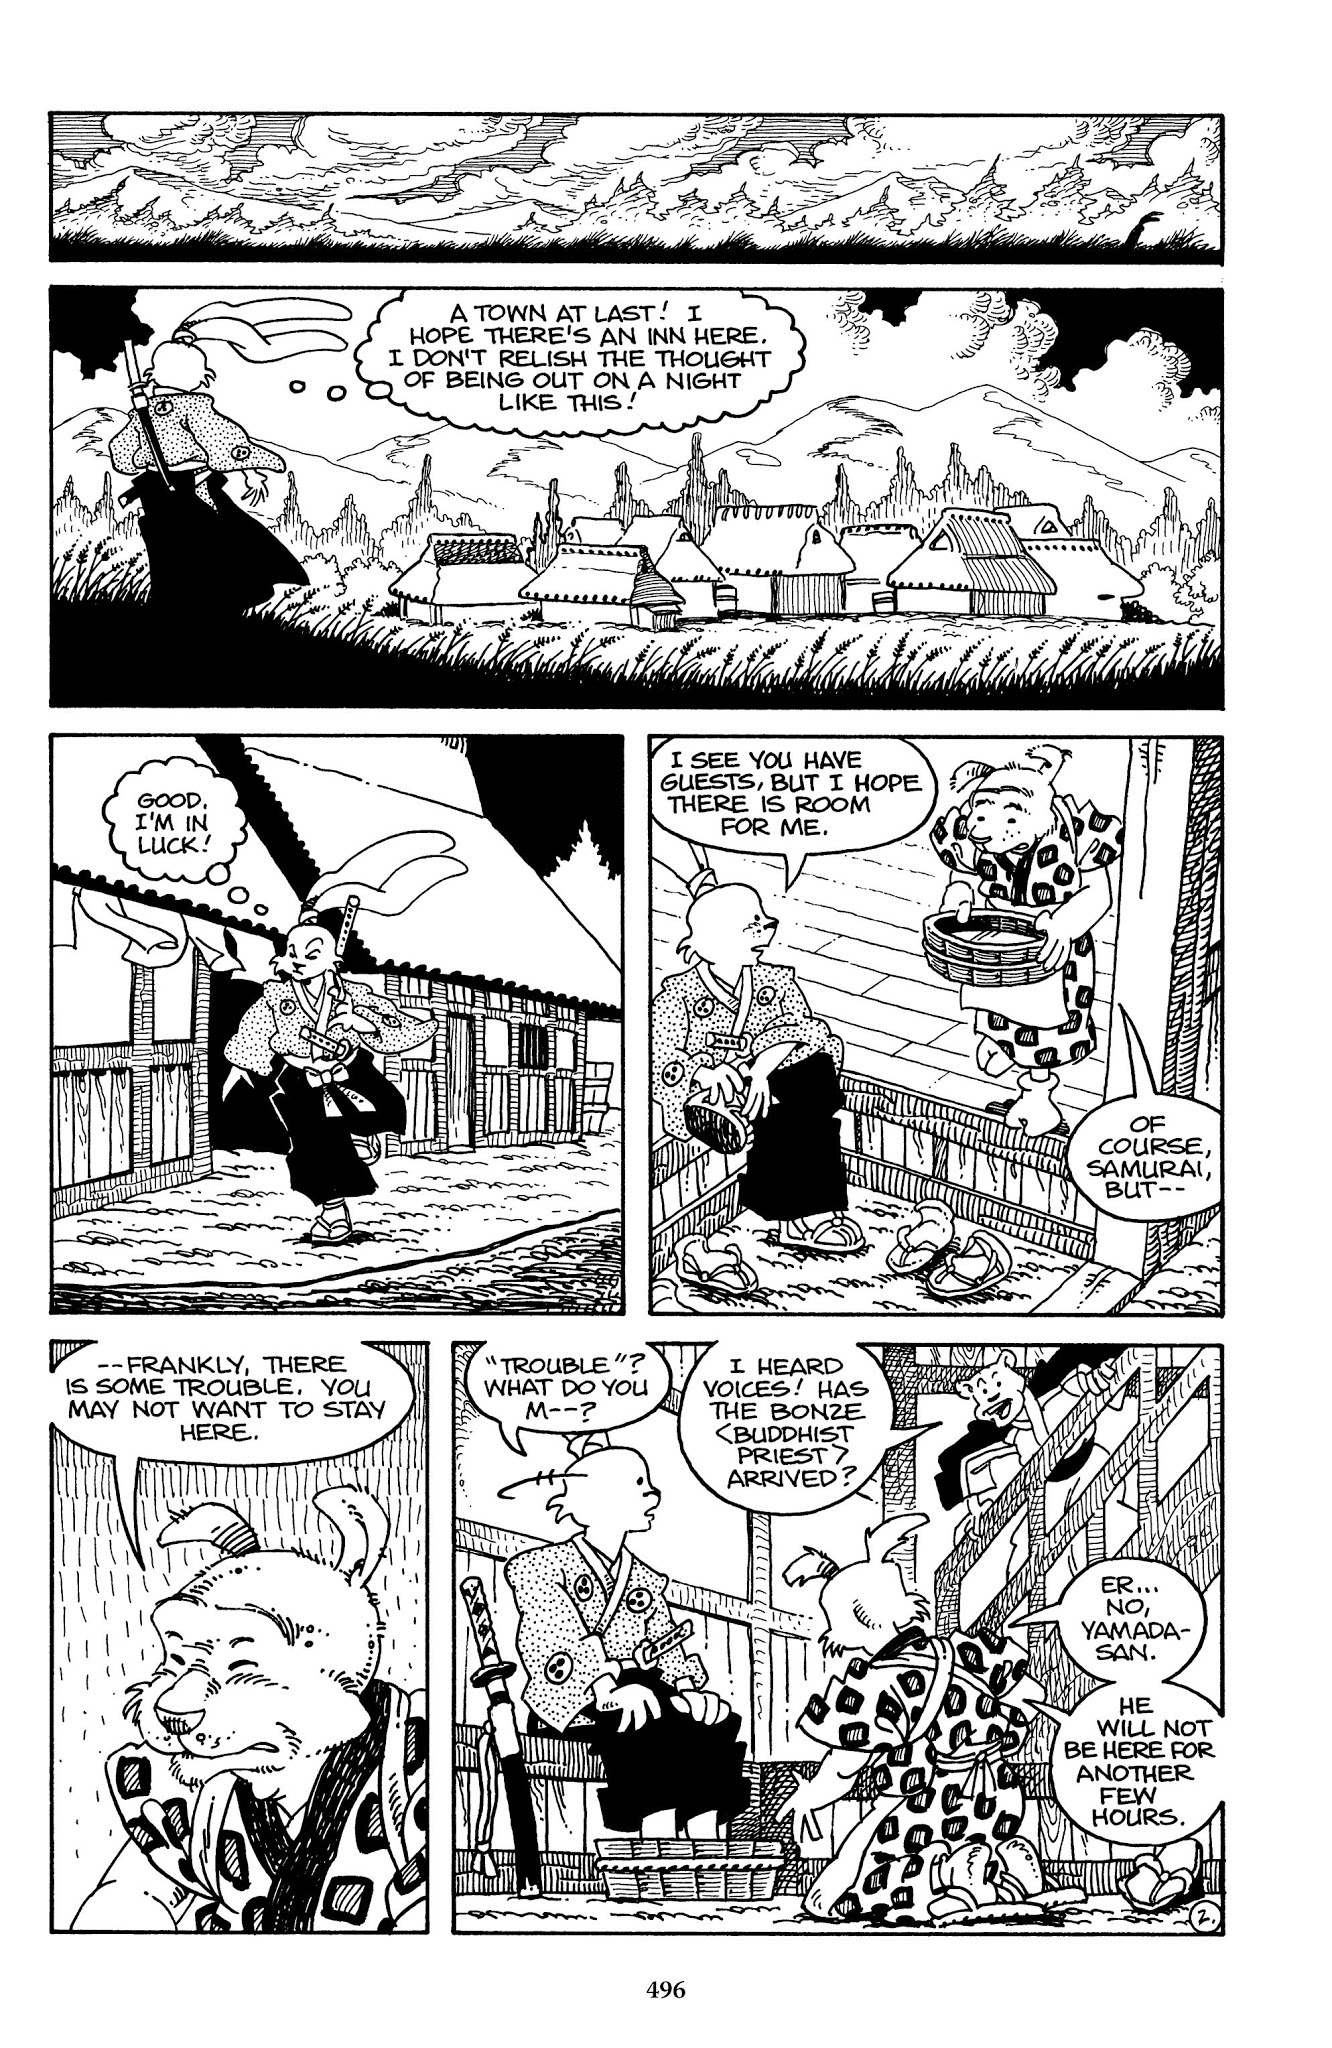 A TOWN AT LAST! I
HOPE THERE'S AN INN HERE.
I DON'T RELISH THE THOUGHT
OF BEING OUT ON A NIGHT
LIKE THIS!
GOOD,
I'M IN
LUCK!
I SEE YOU HAVE
GUESTS, BUT I HOPE
THERE IS ROOM
FOR ME.
OF
COURSE,
SAMURAI,
BUT--
--FRANKLY, THERE
IS SOME TROUBLE. YOU
MAY NOT WANT TO STAY
HERE.
"TROUBLE"?
WHAT DO YOU
M--?
I HEARD
VOICES! HAS
THE BONZE
<BUDDHIST
PRIEST>
ARRIVED?
ER...
NO,
YAMADA-
SAN.
HE
WILL NOT
BE HERE FOR
ANOTHER
FEW
HOURS.
2.
496